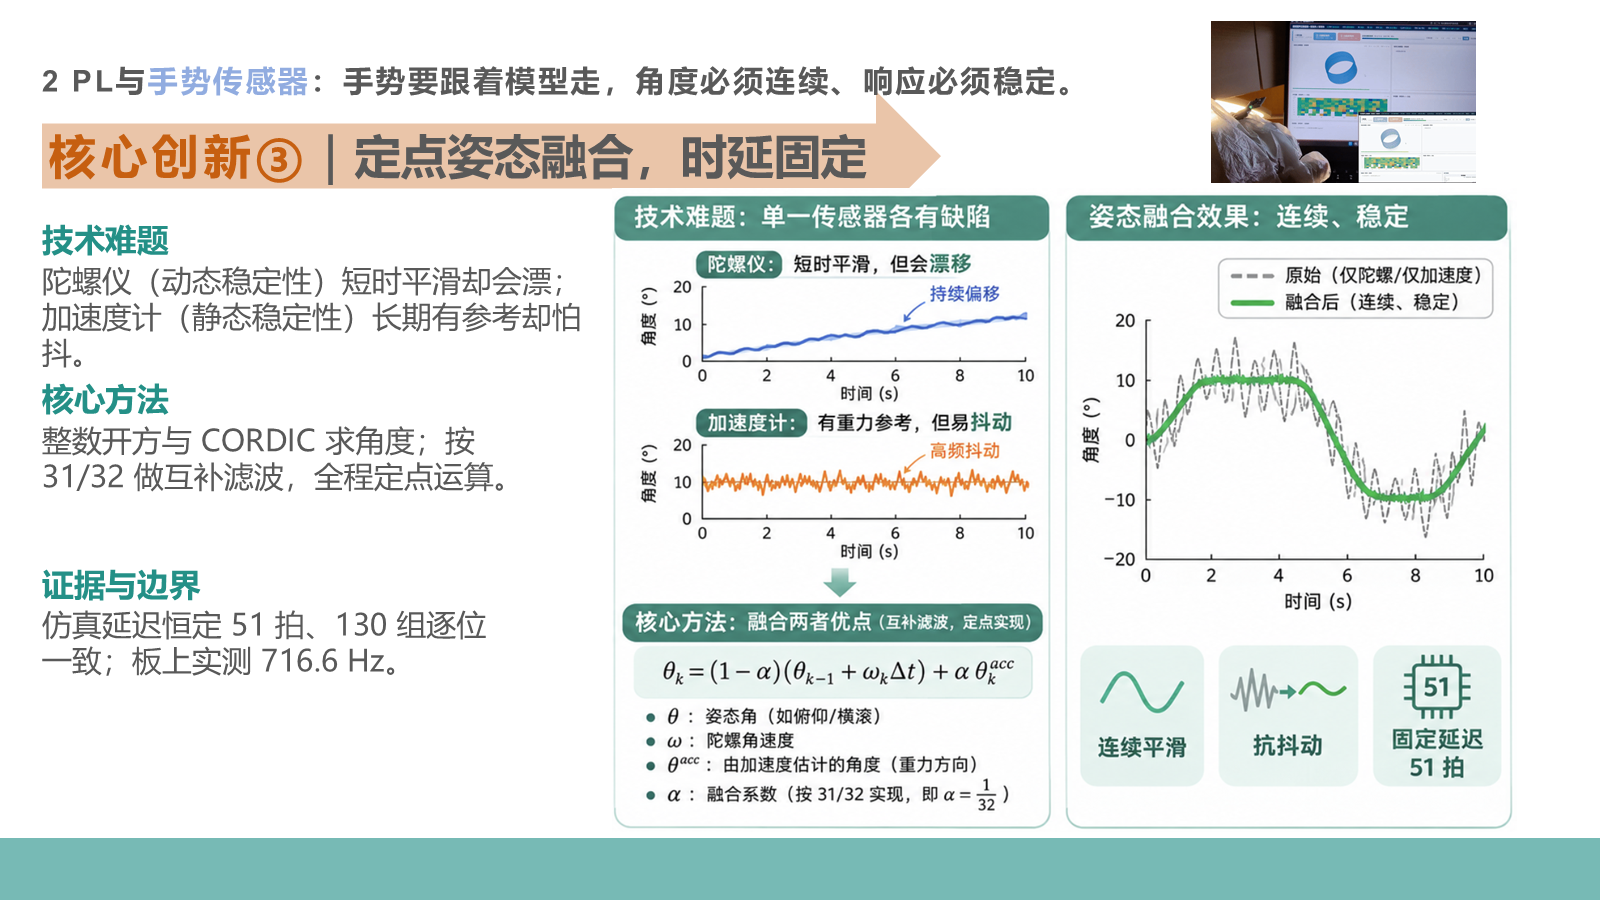 2 PL与手势传感器：手势要跟着模型走，角度必须连续、响应必须稳定。
核心创新③｜定点姿态融合，时延固定
技术难题
陀螺仪（动态稳定性）短时平滑却会漂；
加速度计（静态稳定性）长期有参考却怕
抖。
核心方法
整数开方与 CORDIC 求角度；按
31/32 做互补滤波，全程定点运算。
证据与边界
仿真延迟恒定 51 拍、130 组逐位
一致；板上实测 716.6 Hz。
技术难题：单一传感器各有缺陷
陀螺仪： 短时平滑，但会漂移
持续偏移
角度 (°)
20
10
0
0 2 4 6 8 10
时间 (s)
加速度计： 有重力参考，但易抖动
高频抖动
角度 (°)
20
10
0
0 2 4 6 8 10
时间 (s)
核心方法：融合两者优点（互补滤波，定点实现）
θₖ = (1 − α)(θₖ₋₁ + ωₖΔt) + α θₖᵃᶜᶜ
● θ ： 姿态角（如俯仰/横滚）
● ω ： 陀螺角速度
● θᵃᶜᶜ ： 由加速度估计的角度（重力方向）
● α ： 融合系数（按 31/32 实现，即 α = 1/32 ）
姿态融合效果：连续、稳定
原始（仅陀螺/仅加速度）
融合后（连续、稳定）
角度 (°)
20
10
0
−10
−20
0 2 4 6 8 10
时间 (s)
连续平滑
抗抖动
51
固定延迟
51 拍